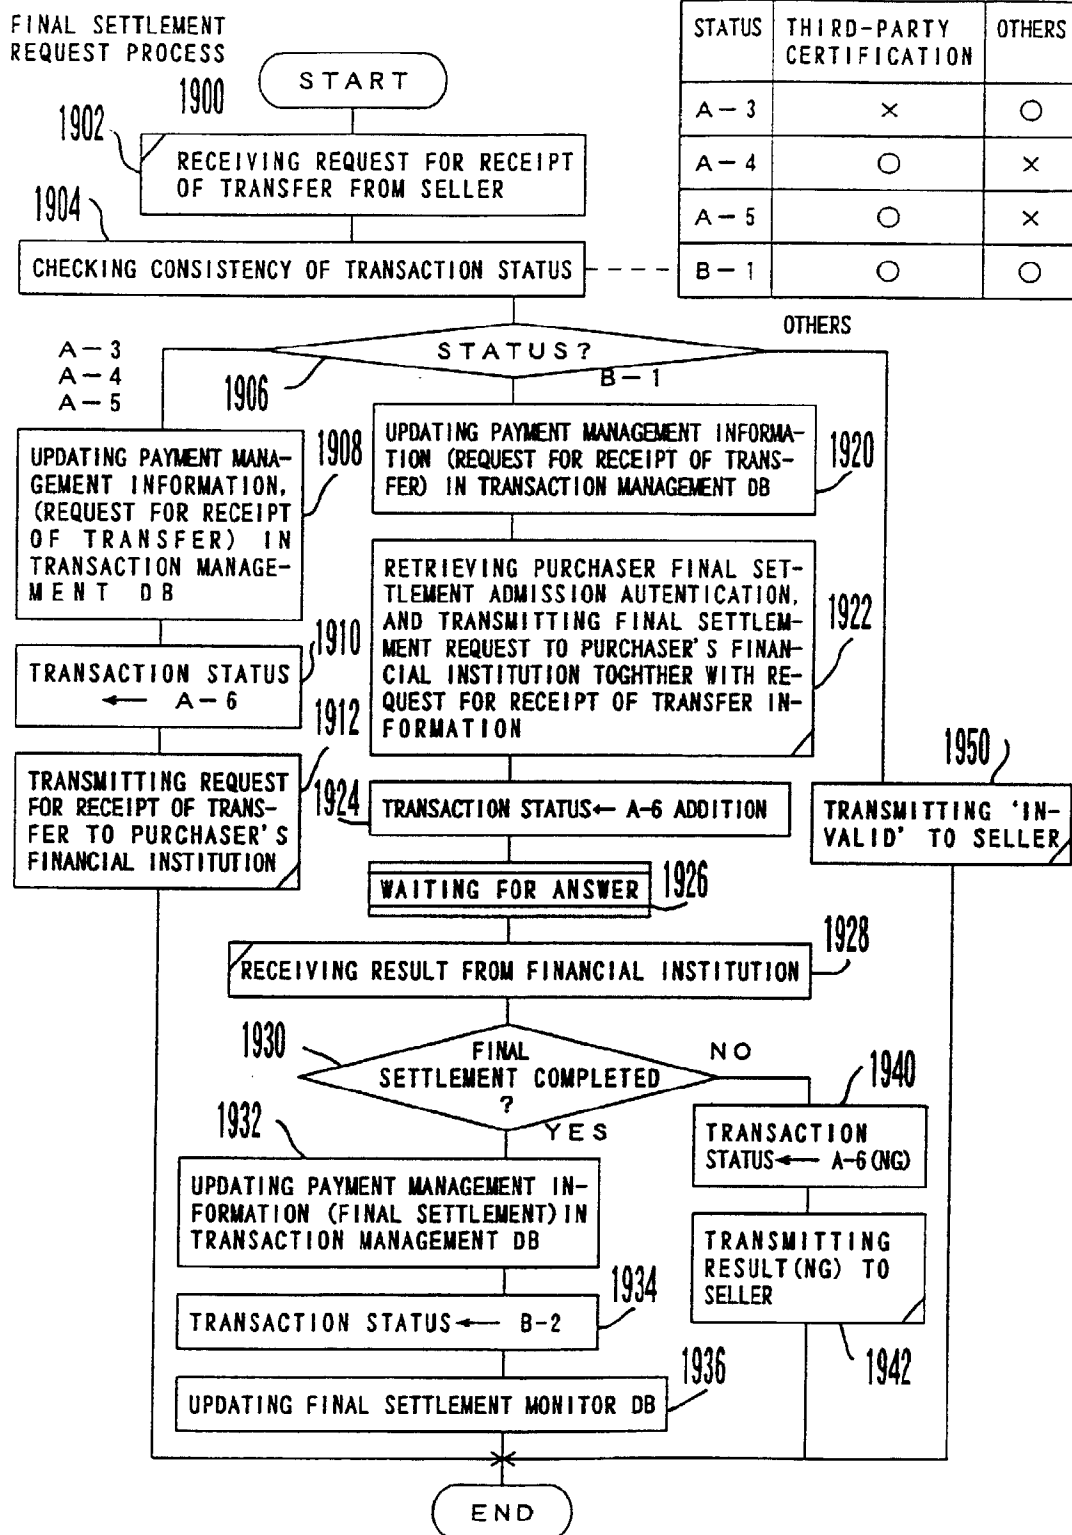 FINAL SETTLEMENT
REQUEST PROCESS
START
1900
1902
RECEIVING REQUEST FOR RECEIPT
OF TRANSFER FROM SELLER
1904
CHECKING CONSISTENCY OF TRANSACTION STATUS
STATUS THIRD-PARTY CERTIFICATION OTHERS
A-3 × ○
A-4 ○ ×
A-5 ○ ×
B-1 ○ ○
STATUS?
1906
A-3
A-4
A-5
B-1
OTHERS
UPDATING PAYMENT MANA-
GEMENT INFORMATION,
(REQUEST FOR RECEIPT
OF TRANSFER) IN
TRANSACTION MANAGE-
MENT DB
1908
TRANSACTION STATUS
← A-6
1910
TRANSMITTING REQUEST
FOR RECEIPT OF TRANS-
FER TO PURCHASER'S
FINANCIAL INSTITUTION
1912
UPDATING PAYMENT MANAGEMENT INFORMA-
TION (REQUEST FOR RECEIPT OF TRANS-
FER) IN TRANSACTION MANAGEMENT DB
1920
RETRIEVING PURCHASER FINAL SET-
TLEMENT ADMISSION AUTENTICATION,
AND TRANSMITTING FINAL SETTLEM-
MENT REQUEST TO PURCHASER'S FINAN-
CIAL INSTITUTION TOGHTHER WITH RE-
QUEST FOR RECEIPT OF TRANSFER IN-
FORMATION
1922
1924
TRANSACTION STATUS← A-6 ADDITION
WAITING FOR ANSWER
1926
RECEIVING RESULT FROM FINANCIAL INSTITUTION
1928
1930
FINAL
SETTLEMENT COMPLETED
?
NO
YES
1932
UPDATING PAYMENT MANAGEMENT IN-
FORMATION (FINAL SETTLEMENT) IN
TRANSACTION MANAGEMENT DB
TRANSACTION STATUS← B-2
1934
UPDATING FINAL SETTLEMENT MONITOR DB
1936
1940
TRANSACTION
STATUS← A-6(NG)
TRANSMITTING
RESULT(NG) TO
SELLER
1942
1950
TRANSMITTING 'IN-
VALID' TO SELLER
END